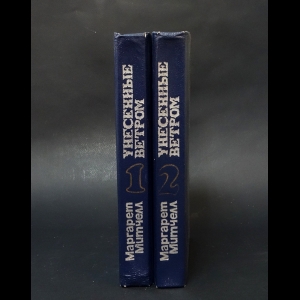 Маргарет
Митчелл
1
УНЕСЕННЫЕ
ВЕТРОМ
Маргарет
Митчелл
2
УНЕСЕННЫЕ
ВЕТРОМ